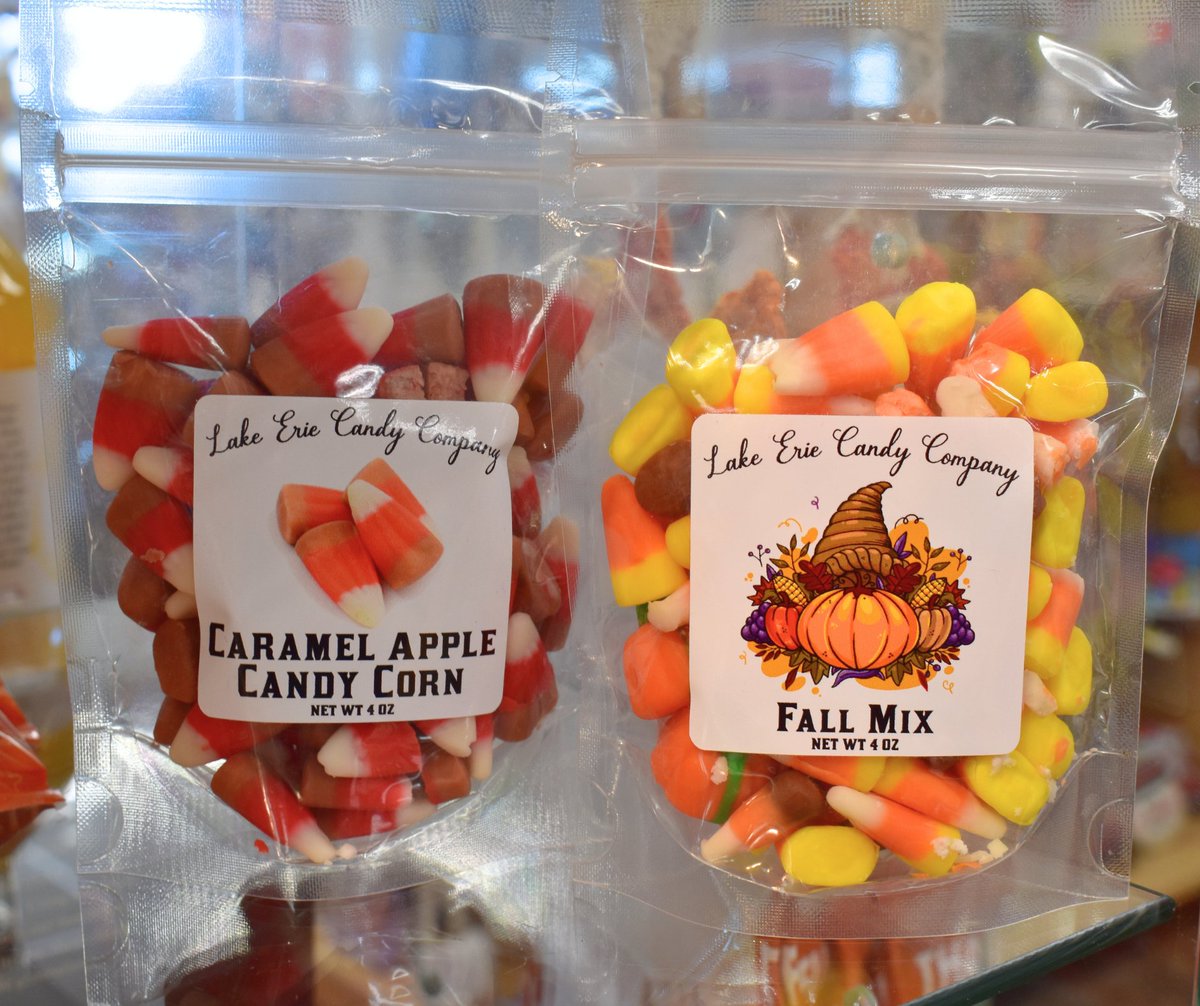 Lake Erie Candy Company
Caramel Apple
Candy Corn
Net Wt 4 oz
Lake Erie Candy Company
Fall Mix
Net Wt 4 oz